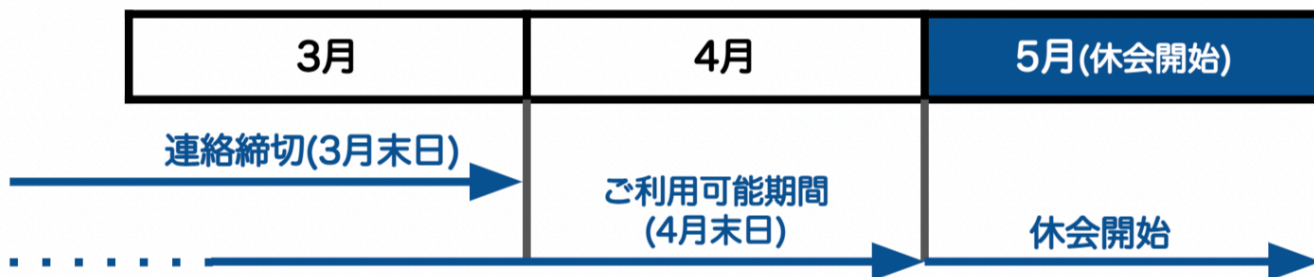 3月
4月
5月(休会開始)
連絡締切(3月末日)
ご利用可能期間
(4月末日)
休会開始